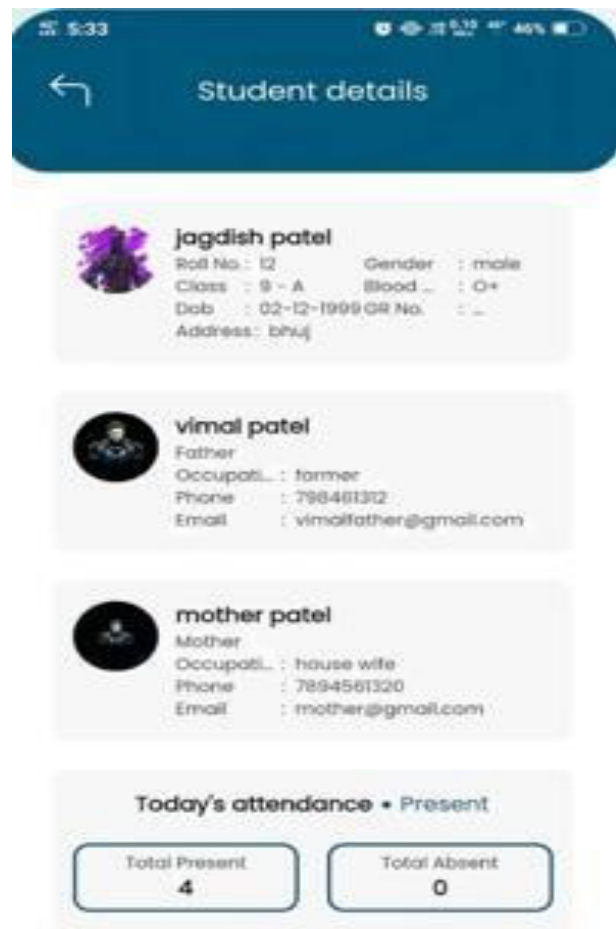 5:33
46%
Student details
jagdish patel
Roll No. : 12 Gender : male
Class : 9 - A Blood ... : O+
Dob : 02-12-1999 GR No. : -
Address : bhuj
vimal patel
Father
Occupati... : farmer
Phone : 798461312
Email : vimalfather@gmail.com
mother patel
Mother
Occupati... : house wife
Phone : 7894561320
Email : mother@gmail.com
Today's attendance • Present
Total Present Total Absent
4 0